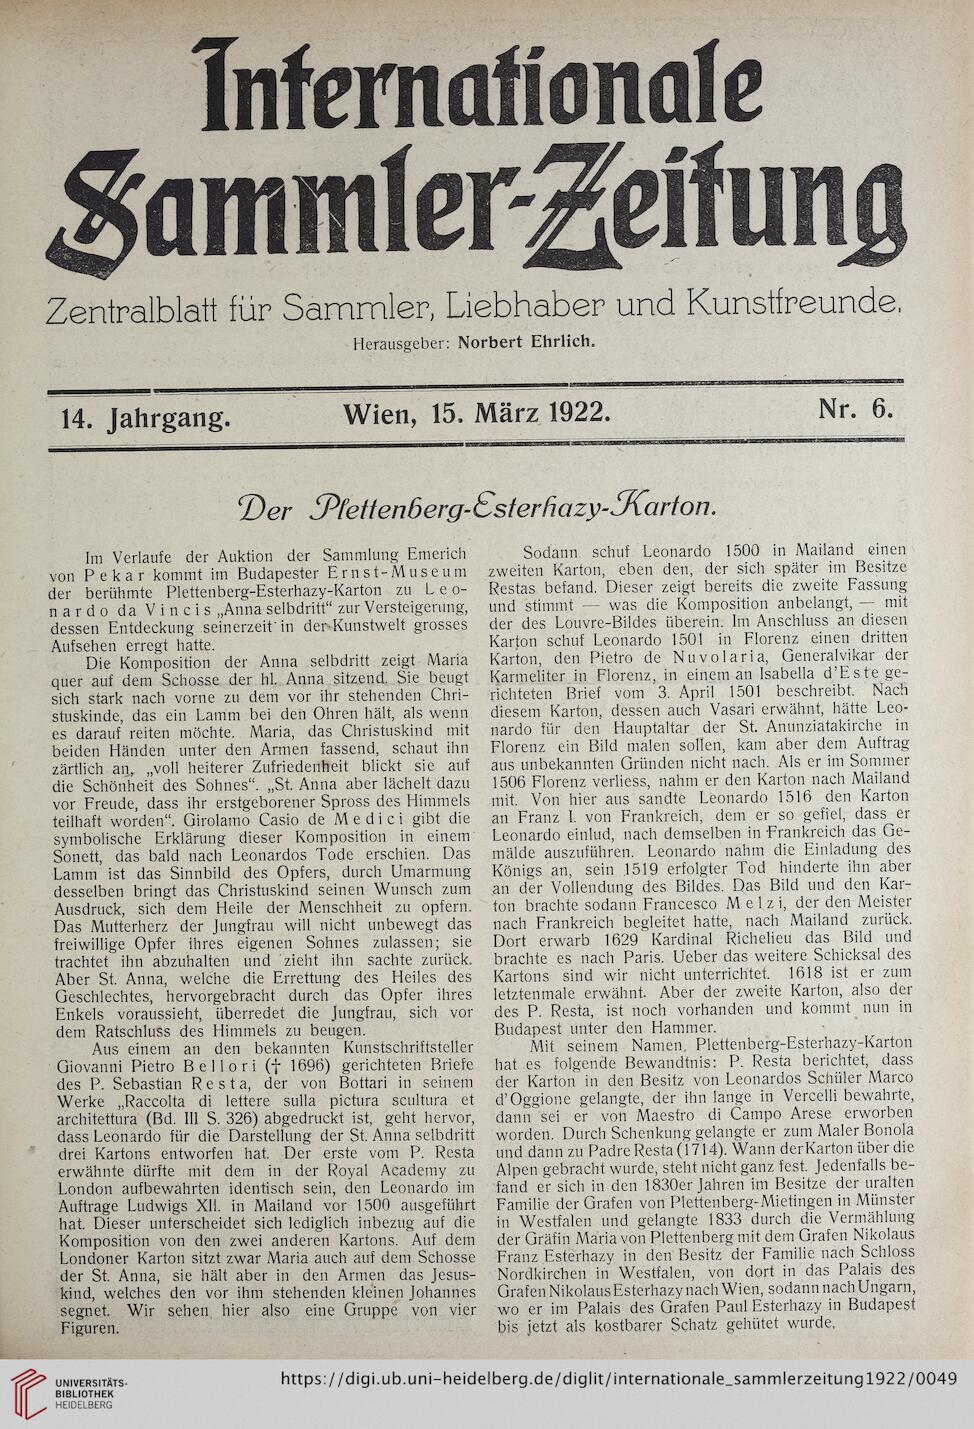 Internationale
Sammler-Zeitung
Zentralblatt für Sammler, Liebhaber und Kunstfreunde.
Herausgeber: Norbert Ehrlich.
14. Jahrgang.
Wien, 15. März 1922.
Nr. 6.
Der Plettenberg-Esterhazy-Karton.
Im Verlaufe der Auktion der Sammlung Emerich
von Pekar kommt im Budapester Ernst-Museum
der berühmte Plettenberg-Esterhazy-Karton zu Leo-
nardo da Vincis „Anna selbdritt“ zur Versteigerung,
dessen Entdeckung seinerzeit in der Kunstwelt grosses
Aufsehen erregt hatte.
Die Komposition der Anna selbdritt zeigt Maria
quer auf dem Schosse der hl. Anna sitzend. Sie beugt
sich stark nach vorne zu dem vor ihr stehenden Chri-
stuskinde, das ein Lamm bei den Ohren hält, als wenn
es darauf reiten möchte. Maria, das Christuskind mit
beiden Händen unter den Armen fassend, schaut ihn
zärtlich an, „voll heiterer Zufriedenheit blickt sie auf
die Schönheit des Sohnes“. „St. Anna aber lächelt dazu
vor Freude, dass ihr erstgeborener Spross des Himmels
teilhaft worden“. Girolamo Casio de Medici gibt die
symbolische Erklärung dieser Komposition in einem
Sonett, das bald nach Leonardos Tode erschien. Das
Lamm ist das Sinnbild des Opfers, durch Umarmung
desselben bringt das Christuskind seinen Wunsch zum
Ausdruck, sich dem Heile der Menschheit zu opfern.
Das Mutterherz der Jungfrau will nicht unbewegt das
freiwillige Opfer ihres eigenen Sohnes zulassen; sie
trachtet ihn abzuhalten und zieht ihn sachte zurück.
Aber St. Anna, welche die Errettung des Heiles des
Geschlechtes, hervorgebracht durch das Opfer ihres
Enkels voraussieht, überredet die Jungfrau, sich vor
dem Ratschluss des Himmels zu beugen.
Aus einem an den bekannten Kunstschriftsteller
Giovanni Pietro Bellori († 1696) gerichteten Briefe
des P. Sebastian Resta, der von Bottari in seinem
Werke „Raccolta di lettere sulla pictura scultura et
architettura (Bd. III S. 326) abgedruckt ist, geht hervor,
dass Leonardo für die Darstellung der St. Anna selbdritt
drei Kartons entworfen hat. Der erste vom P. Resta
erwähnte dürfte mit dem in der Royal Academy zu
London aufbewahrten identisch sein, den Leonardo im
Auftrage Ludwigs XII. in Mailand vor 1500 ausgeführt
hat. Dieser unterscheidet sich lediglich inbezug auf die
Komposition von den zwei anderen Kartons. Auf dem
Londoner Karton sitzt zwar Maria auch auf dem Schosse
der St. Anna, sie hält aber in den Armen das Jesus-
kind, welches den vor ihm stehenden kleinen Johannes
segnet. Wir sehen hier also eine Gruppe von vier
Figuren.
Sodann schuf Leonardo 1500 in Mailand einen
zweiten Karton, eben den, der sich später im Besitze
Restas befand. Dieser zeigt bereits die zweite Fassung
und stimmt — was die Komposition anbelangt, — mit
der des Louvre-Bildes überein. Im Anschluss an diesen
Karton schuf Leonardo 1501 in Florenz einen dritten
Karton, den Pietro de Nuvolaria, Generalvikar der
Karmeliter in Florenz, in einem an Isabella d'Este ge-
richteten Brief vom 3. April 1501 beschreibt. Nach
diesem Karton, dessen auch Vasari erwähnt, hätte Leo-
nardo für den Hauptaltar der St. Anunziatakirche in
Florenz ein Bild malen sollen, kam aber dem Auftrag
aus unbekannten Gründen nicht nach. Als er im Sommer
1506 Florenz verliess, nahm er den Karton nach Mailand
mit. Von hier aus sandte Leonardo 1516 den Karton
an Franz I. von Frankreich, dem er so gefiel, dass er
Leonardo einlud, nach demselben in Frankreich das Ge-
mälde auszuführen. Leonardo nahm die Einladung des
Königs an, sein 1519 erfolgter Tod hinderte ihn aber
an der Vollendung des Bildes. Das Bild und den Kar-
ton brachte sodann Francesco Melzi, der den Meister
nach Frankreich begleitet hatte, nach Mailand zurück.
Dort erwarb 1629 Kardinal Richelieu das Bild und
brachte es nach Paris. Ueber das weitere Schicksal des
Kartons sind wir nicht unterrichtet. 1618 ist er zum
letztenmale erwähnt. Aber der zweite Karton, also der
des P. Resta, ist noch vorhanden und kommt nun in
Budapest unter den Hammer.
Mit seinem Namen, Plettenberg-Esterhazy-Karton
hat es folgende Bewandtnis: P. Resta berichtet, dass
der Karton in den Besitz von Leonardos Schüler Marco
d'Oggione gelangte, der ihn lange in Vercelli bewahrte,
dann sei er von Maestro di Campo Arese erworben
worden. Durch Schenkung gelangte er zum Maler Bonola
und dann zu Padre Resta (1714). Wann der Karton über die
Alpen gebracht wurde, steht nicht ganz fest. Jedenfalls be-
fand er sich in den 1830er Jahren im Besitze der uralten
Familie der Grafen von Plettenberg-Mietingen in Münster
in Westfalen und gelangte 1833 durch die Vermählung
der Gräfin Maria von Plettenberg mit dem Grafen Nikolaus
Franz Esterhazy in den Besitz der Familie nach Schloss
Nordkirchen in Westfalen, von dort in das Palais des
Grafen Nikolaus Esterhazy nach Wien, sodann nach Ungarn,
wo er im Palais des Grafen Paul Esterhazy in Budapest
bis jetzt als kostbarer Schatz gehütet wurde.
UNIVERSITÄTS-
BIBLIOTHEK
HEIDELBERG
https://digi.ub.uni-heidelberg.de/diglit/internationale_sammlerzeitung1922/0049